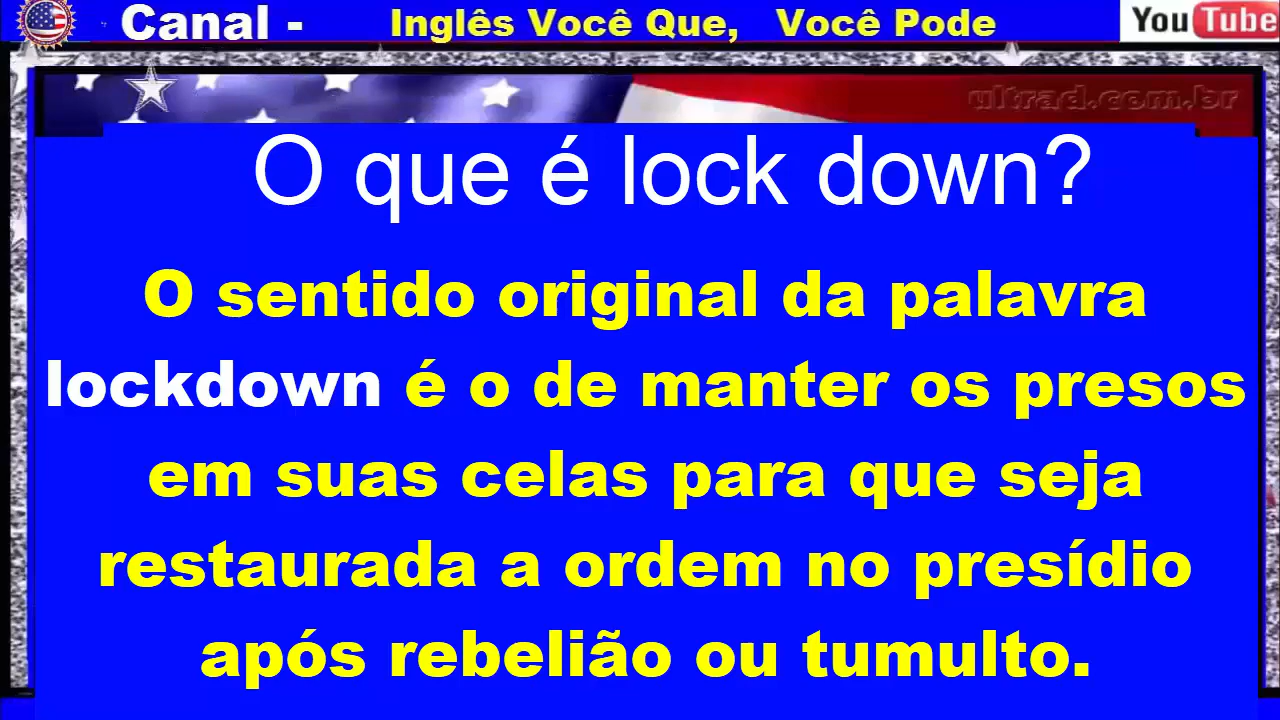 Canal - Inglês Você Que, Você Pode
YouTube
ultrad.com.br
O que é lock down?
O sentido original da palavra
lockdown é o de manter os presos
em suas celas para que seja
restaurada a ordem no presídio
após rebelião ou tumulto.